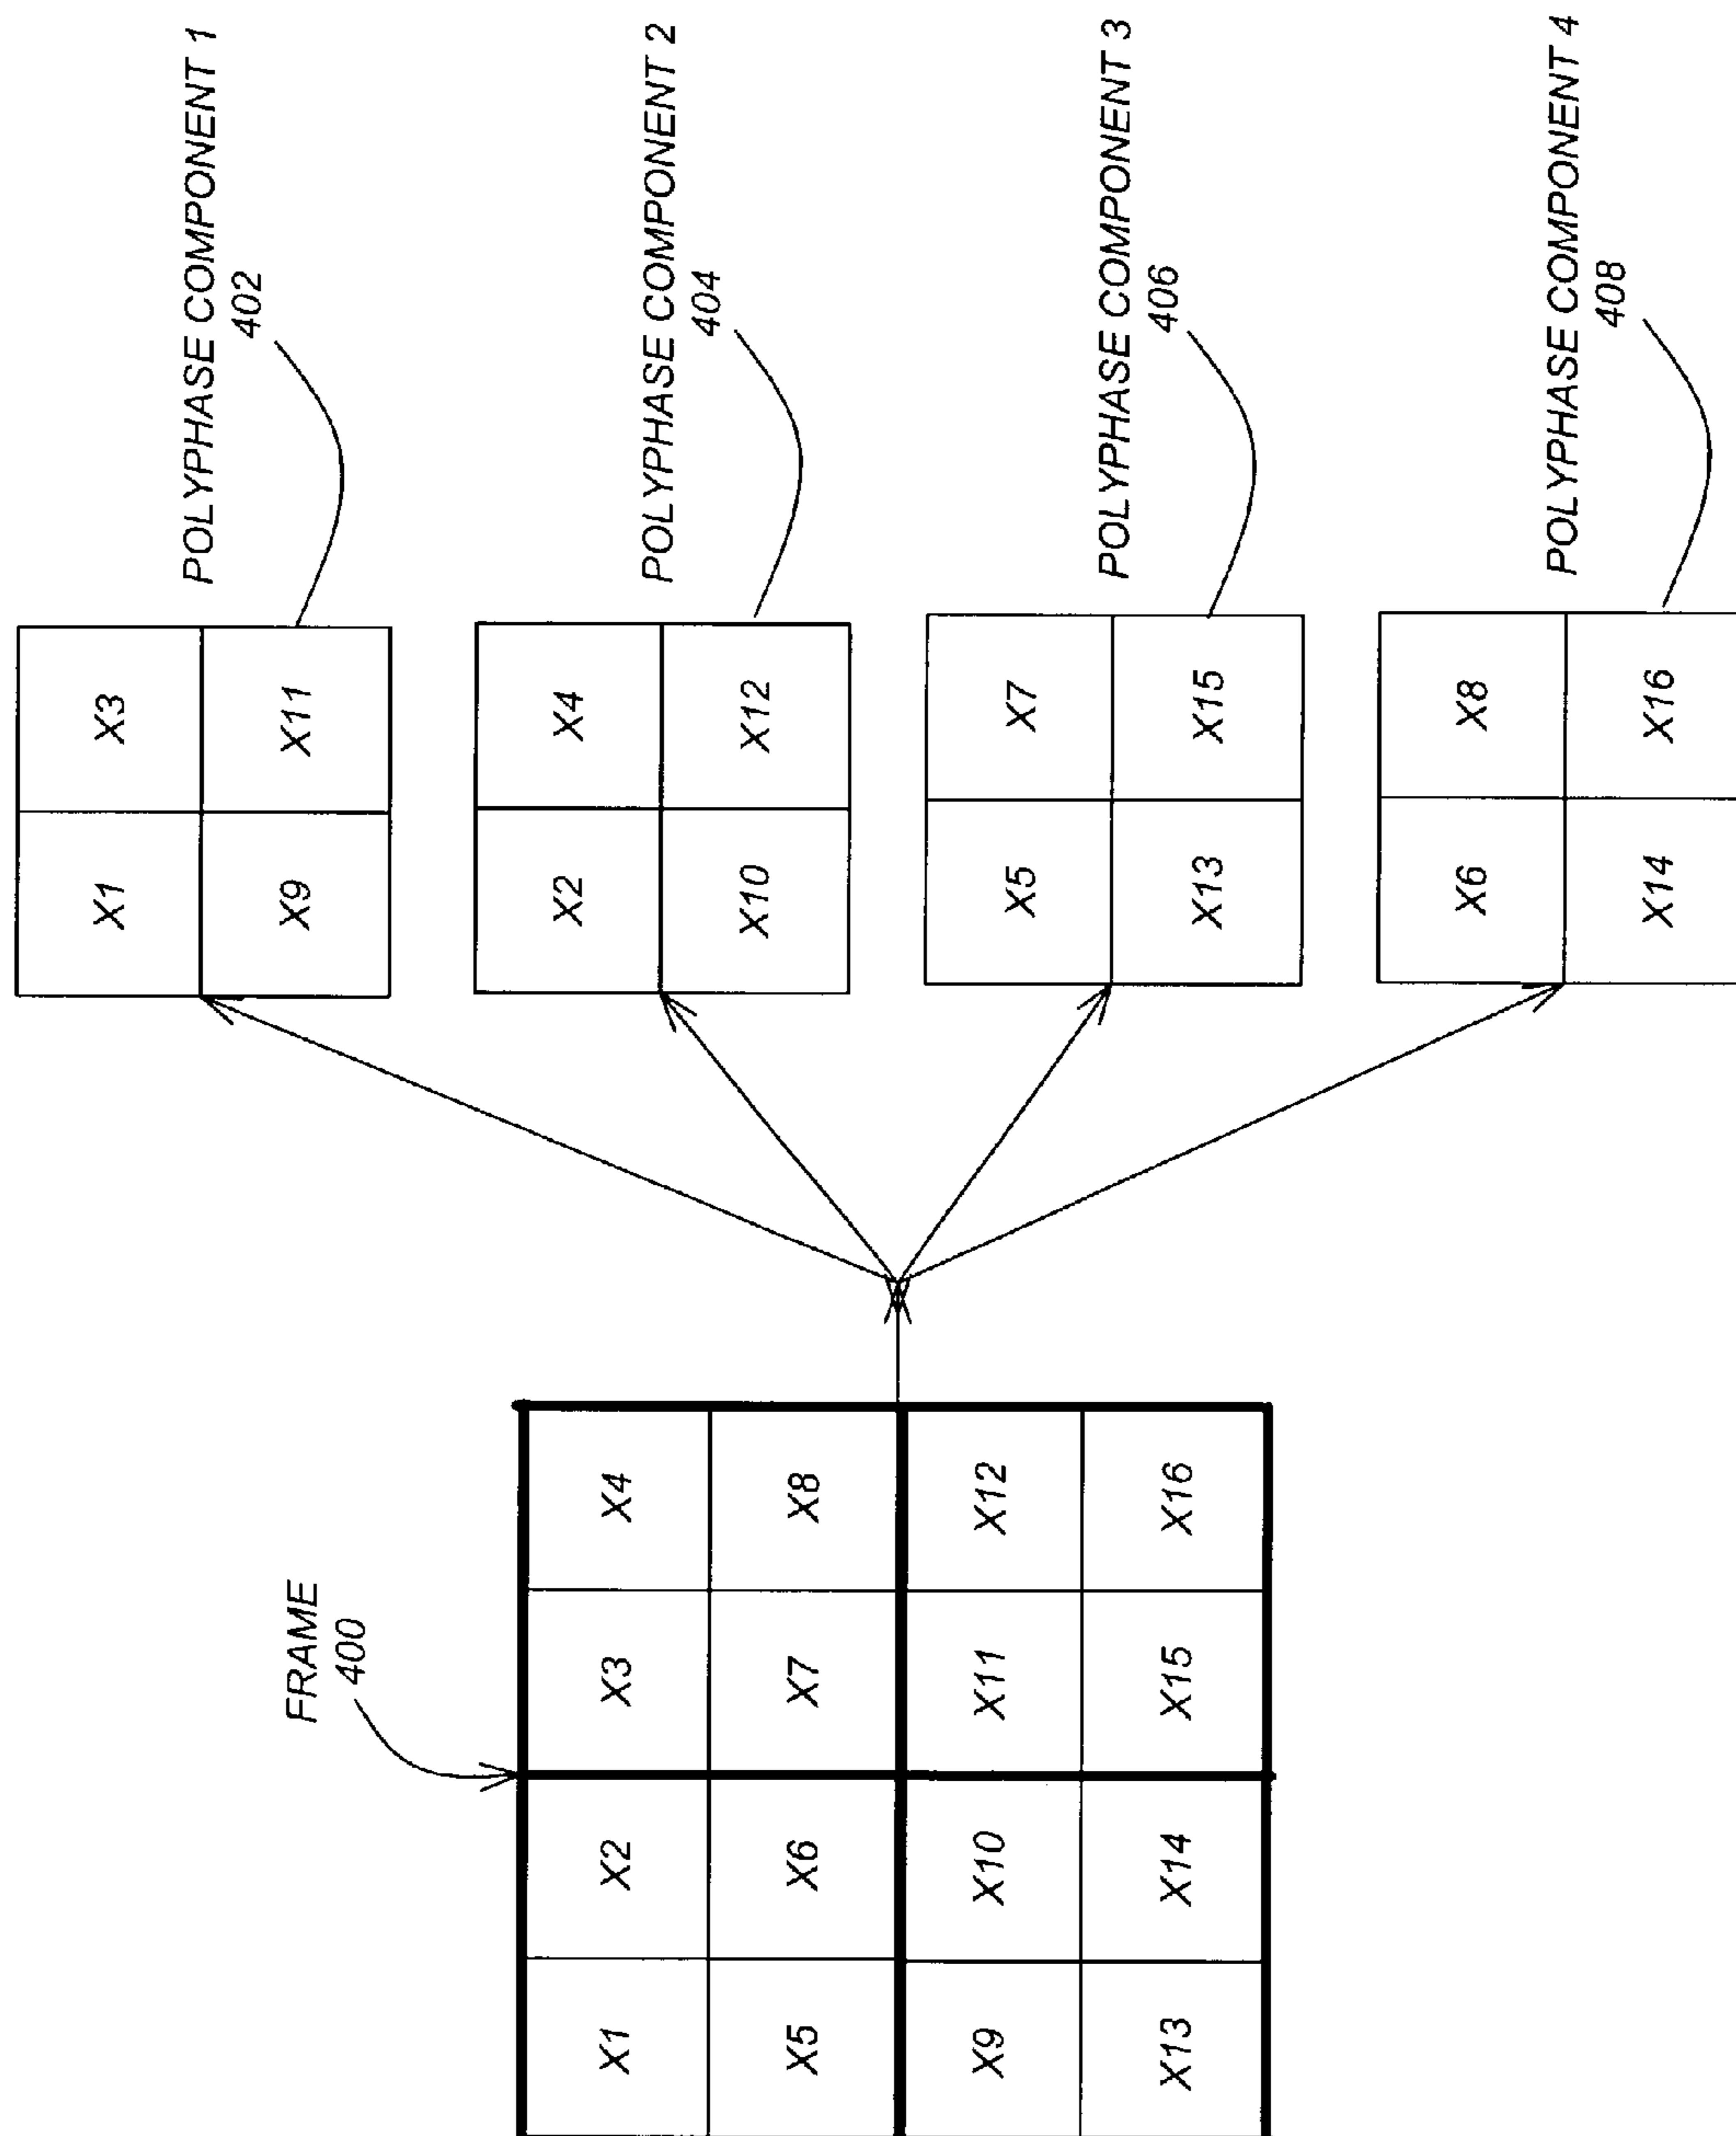 FRAME
400
X1 X2 X3 X4
X5 X6 X7 X8
X9 X10 X11 X12
X13 X14 X15 X16
X1 X3
X9 X11
POLYPHASE COMPONENT 1
402
X2 X4
X10 X12
POLYPHASE COMPONENT 2
404
X5 X7
X13 X15
POLYPHASE COMPONENT 3
406
X6 X8
X14 X16
POLYPHASE COMPONENT 4
408